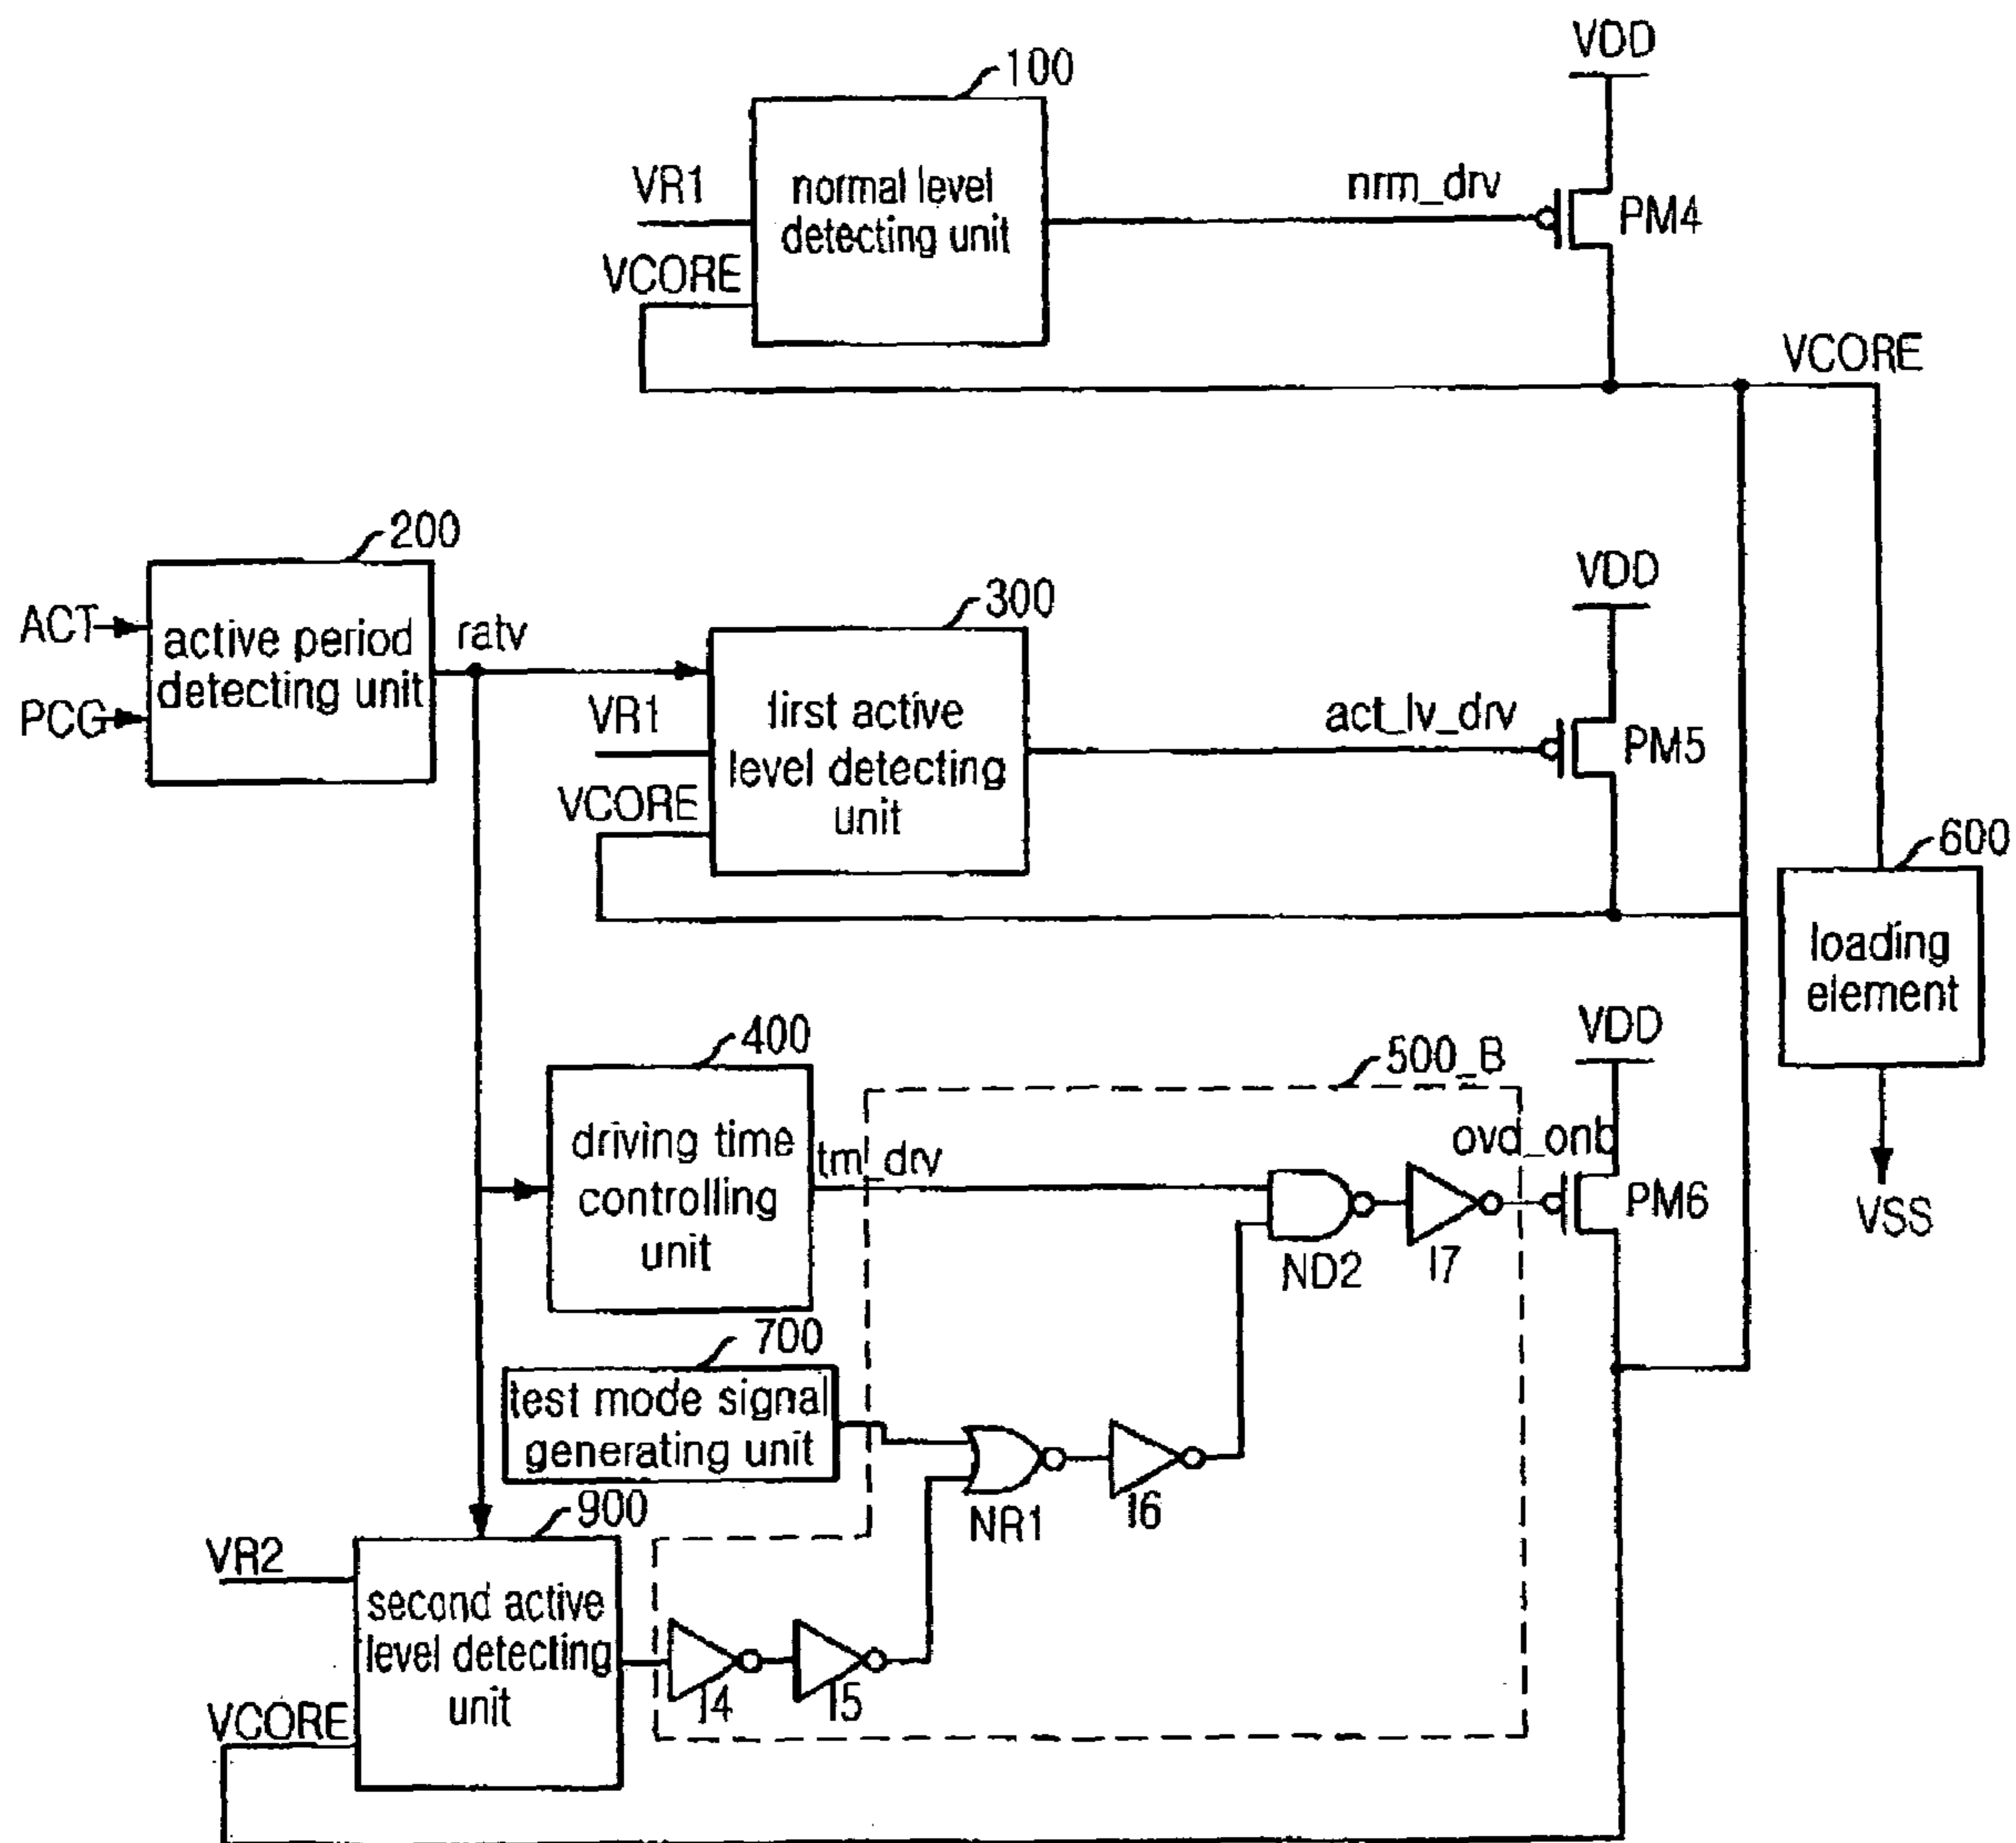 VDD
100
VR1
normal level
detecting unit
nrm_drv
PM4
VCORE
VCORE
200
ACT
PCG
active period
detecting unit
ratv
300
VR1
VCORE
first active
level detecting
unit
act_lv_drv
VDD
PM5
600
loading
element
VSS
400
driving time
controlling
unit
tm_drv
500_B
VDD
ovd_onb
PM6
ND2
I7
700
test mode signal
generating unit
NR1
I6
900
VR2
second active
level detecting
unit
VCORE
I4
I5